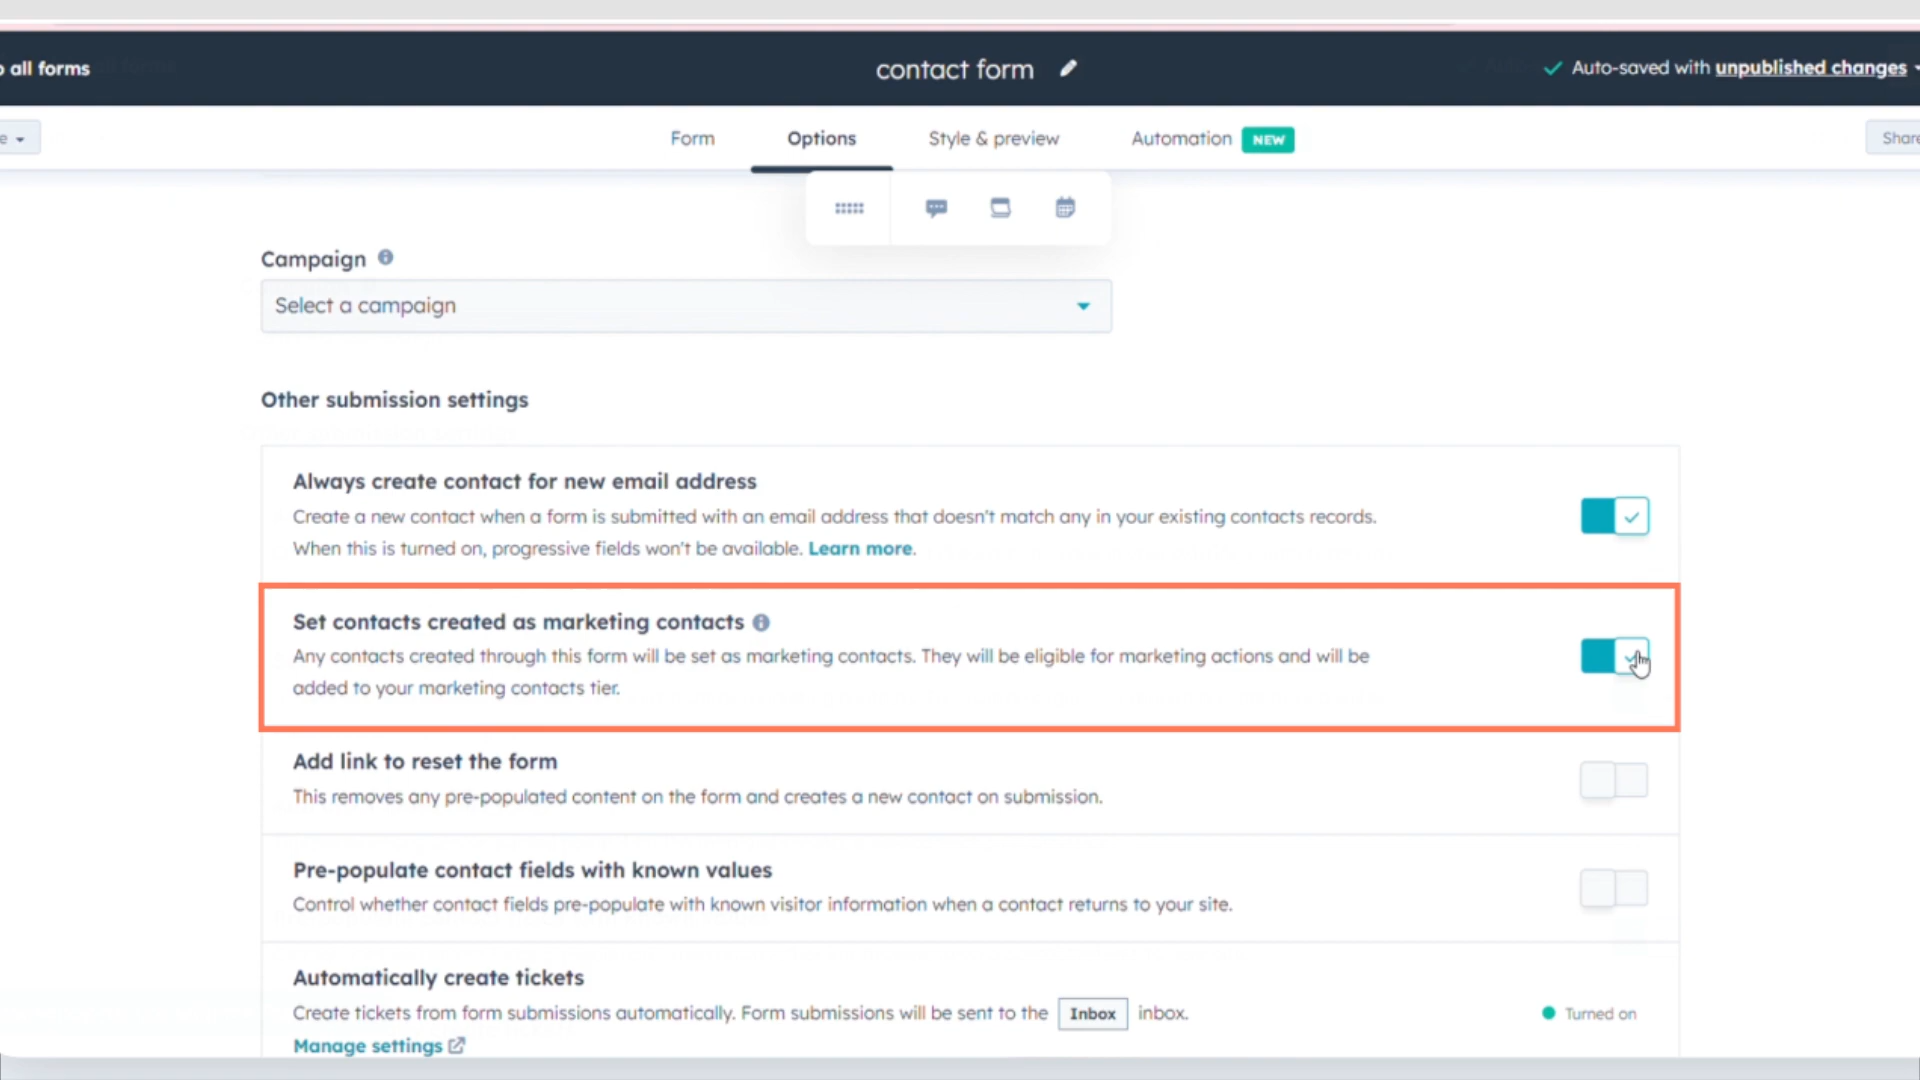 all forms
contact form
Auto-saved with unpublished changes
e
Form
Options
Style & preview
Automation NEW
Share
Campaign
Select a campaign
Other submission settings
Always create contact for new email address
Create a new contact when a form is submitted with an email address that doesn't match any in your existing contacts records.
When this is turned on, progressive fields won't be available. Learn more.
Set contacts created as marketing contacts
Any contacts created through this form will be set as marketing contacts. They will be eligible for marketing actions and will be
added to your marketing contacts tier.
Add link to reset the form
This removes any pre-populated content on the form and creates a new contact on submission.
Pre-populate contact fields with known values
Control whether contact fields pre-populate with known visitor information when a contact returns to your site.
Automatically create tickets
Create tickets from form submissions automatically. Form submissions will be sent to the Inbox inbox.
Turned on
Manage settings